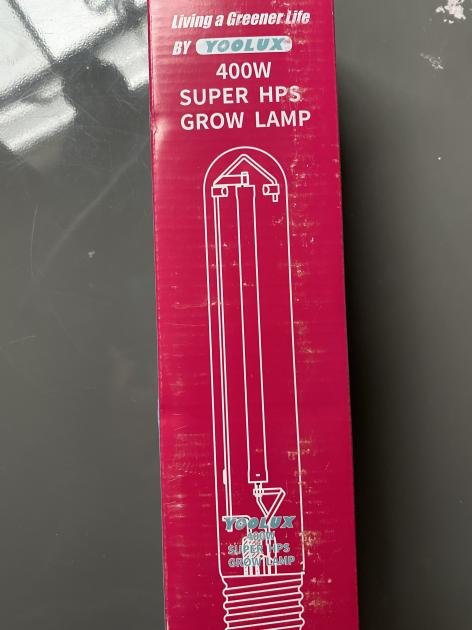 Living a Greener Life
BY YOOLUX
400W
SUPER HPS
GROW LAMP
YOOLUX
400W
SUPER HPS
GROW LAMP